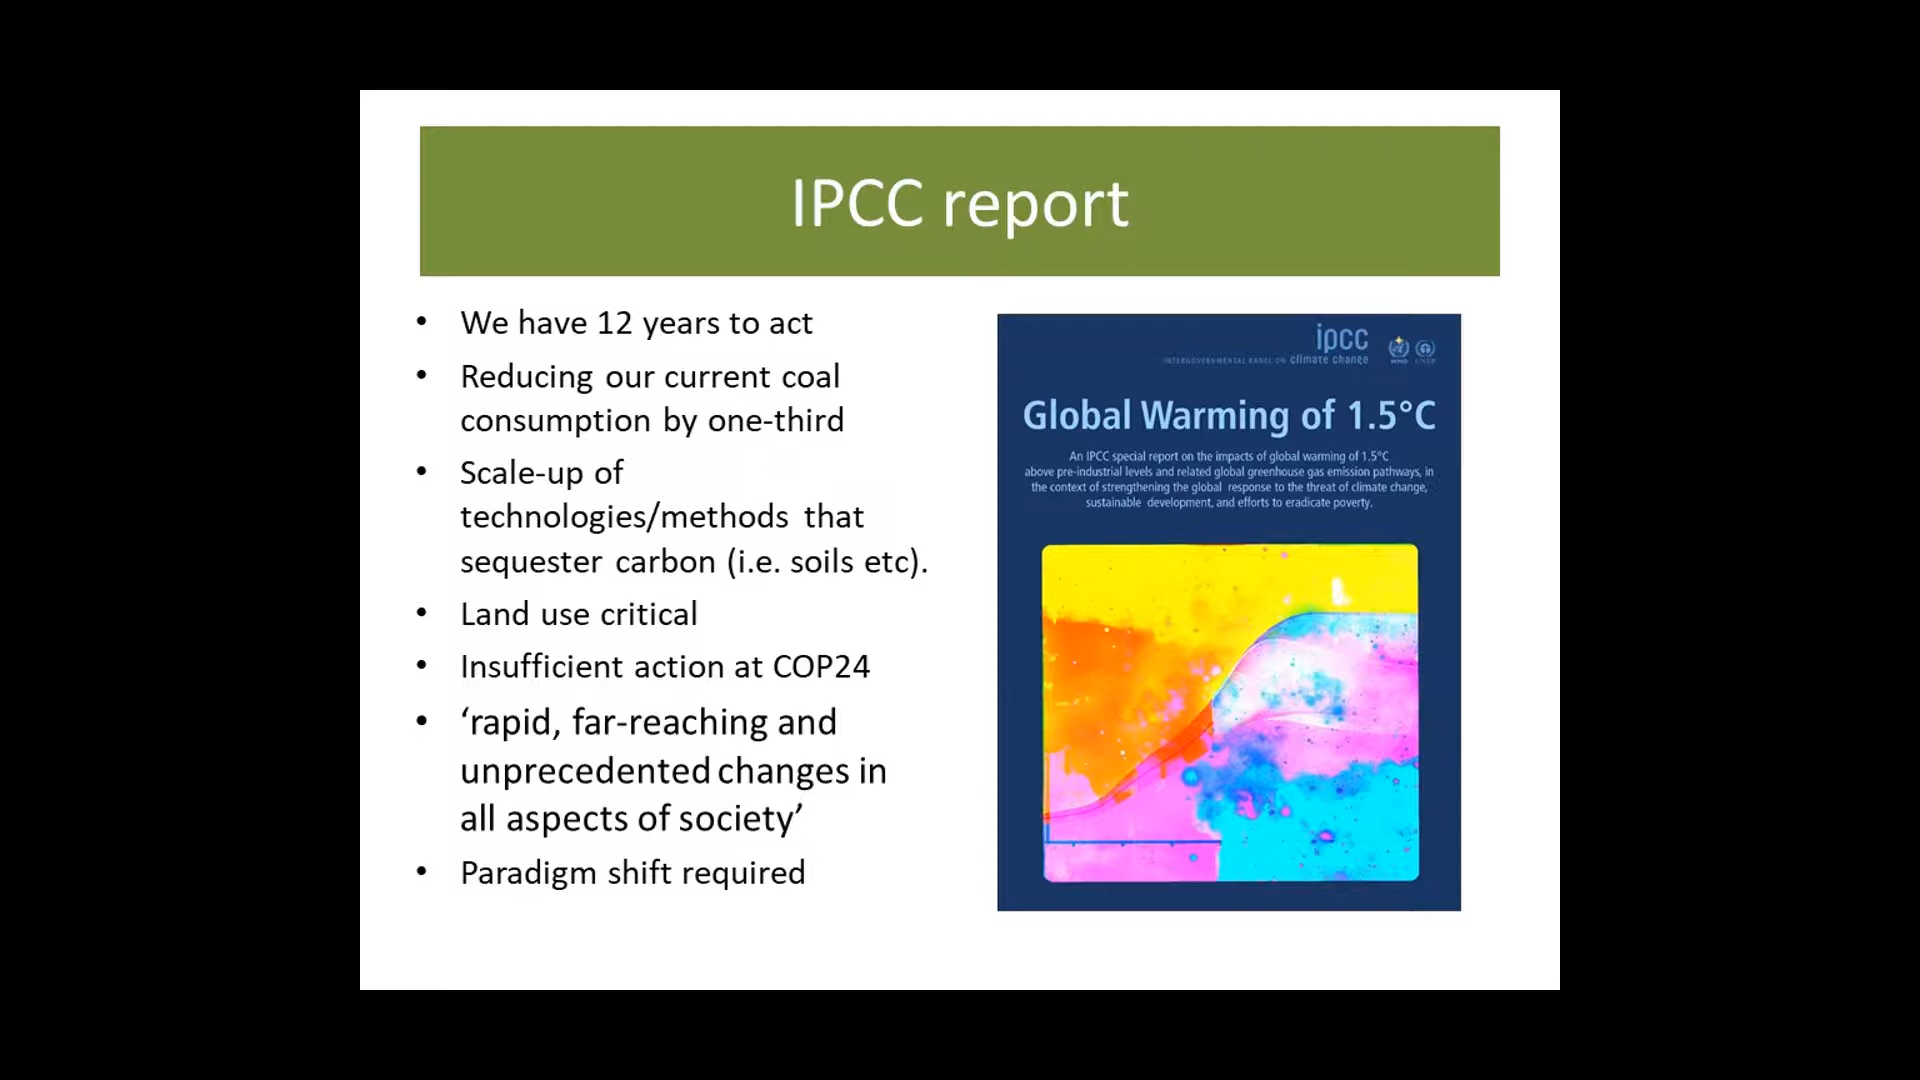 IPCC report
• We have 12 years to act
• Reducing our current coal
consumption by one-third
• Scale-up of
technologies/methods that
sequester carbon (i.e. soils etc).
• Land use critical
• Insufficient action at COP24
• ‘rapid, far-reaching and
unprecedented changes in
all aspects of society’
• Paradigm shift required
ipcc
INTERGOVERNMENTAL PANEL ON climate change
WMO UNEP
Global Warming of 1.5°C
An IPCC special report on the impacts of global warming of 1.5°C
above pre-industrial levels and related global greenhouse gas emission pathways, in
the context of strengthening the global response to the threat of climate change,
sustainable development, and efforts to eradicate poverty.